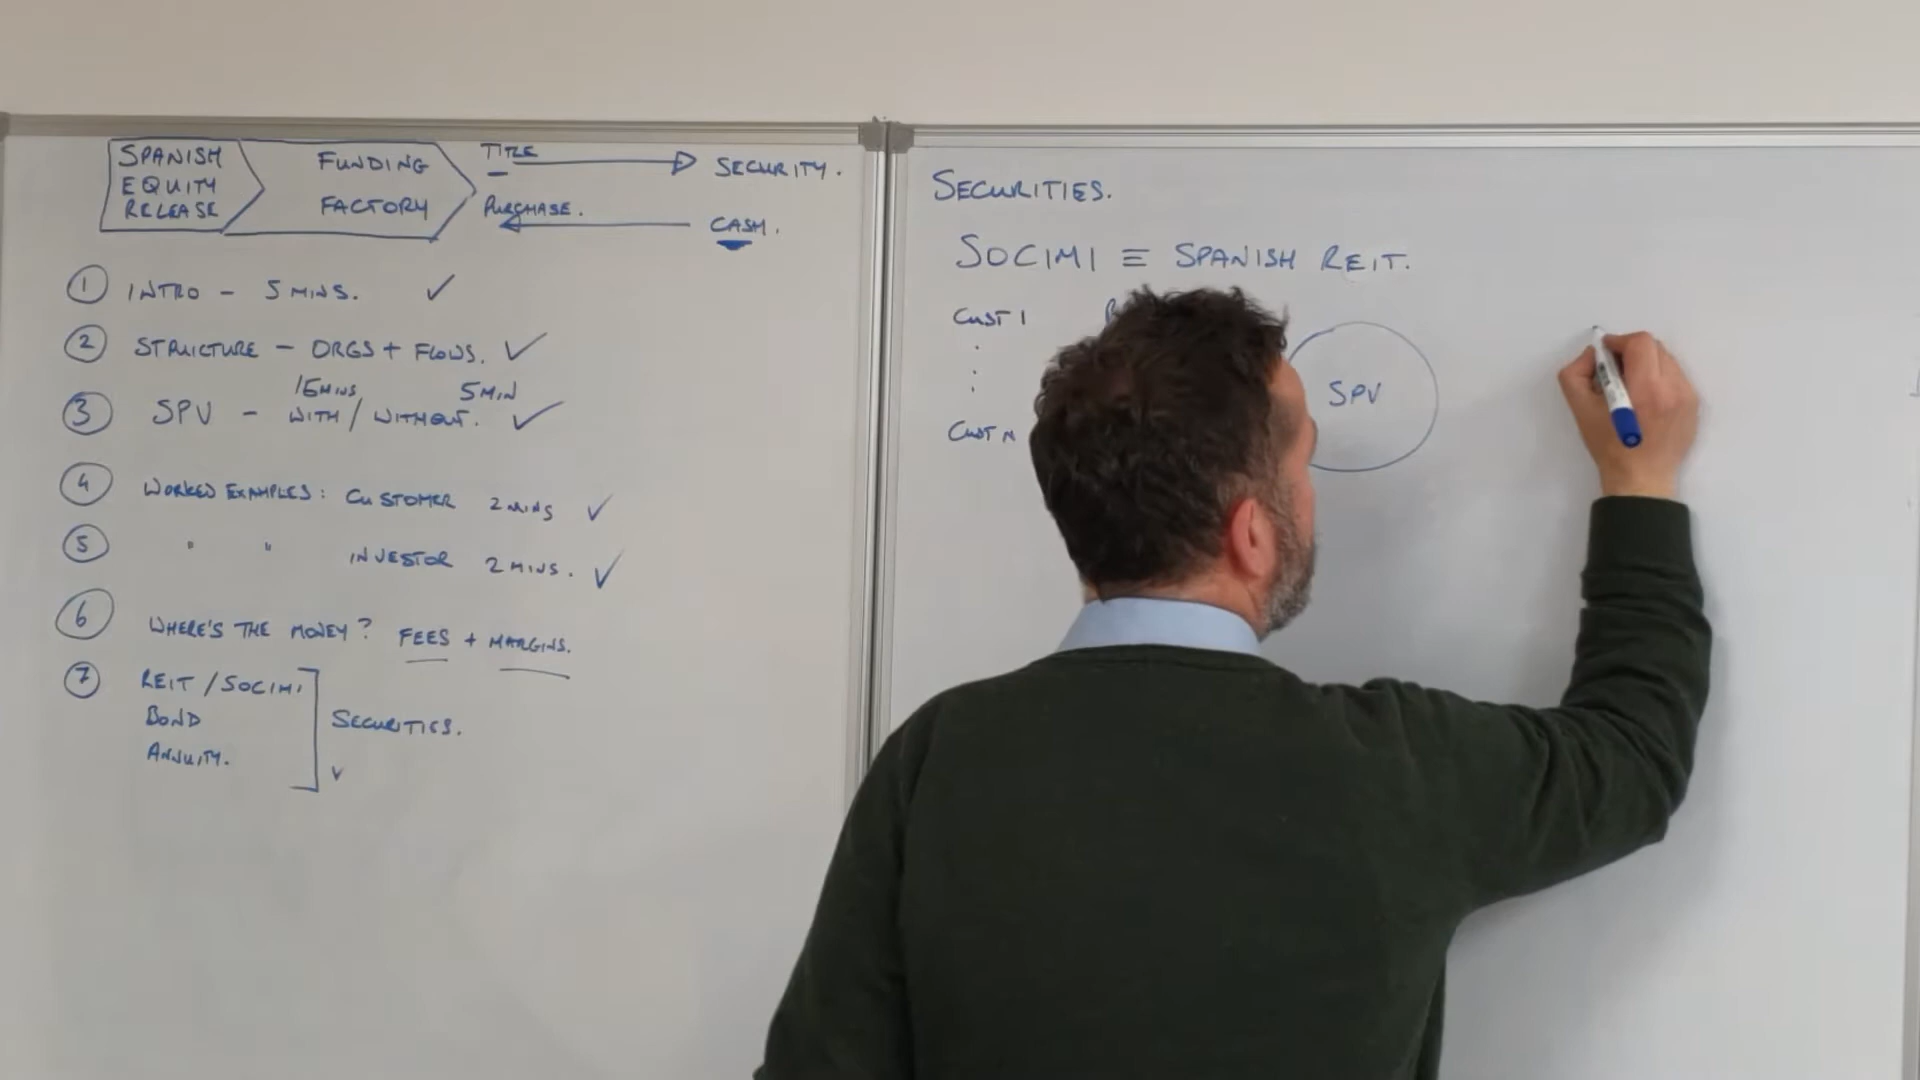 SPANISH
EQUITY
RELEASE
FUNDING
FACTORY
TITLE
SECURITY.
PURCHASE.
CASH.
1 INTRO - 5 MINS. ✓
2 STRUCTURE - ORGS + FLOWS. ✓
15MINS 5MIN
3 SPV - WITH / WITHOUT. ✓
4 WORKED EXAMPLES: CUSTOMER 2 MINS ✓
5 " " INVESTOR 2 MINS. ✓
6 WHERE'S THE MONEY? FEES + MARGINS.
7 REIT / SOCIMI
BOND
ANNUITY.
SECURITIES.
SECURITIES.
SOCIMI ≡ SPANISH REIT.
CUST 1
CUST N
SPV